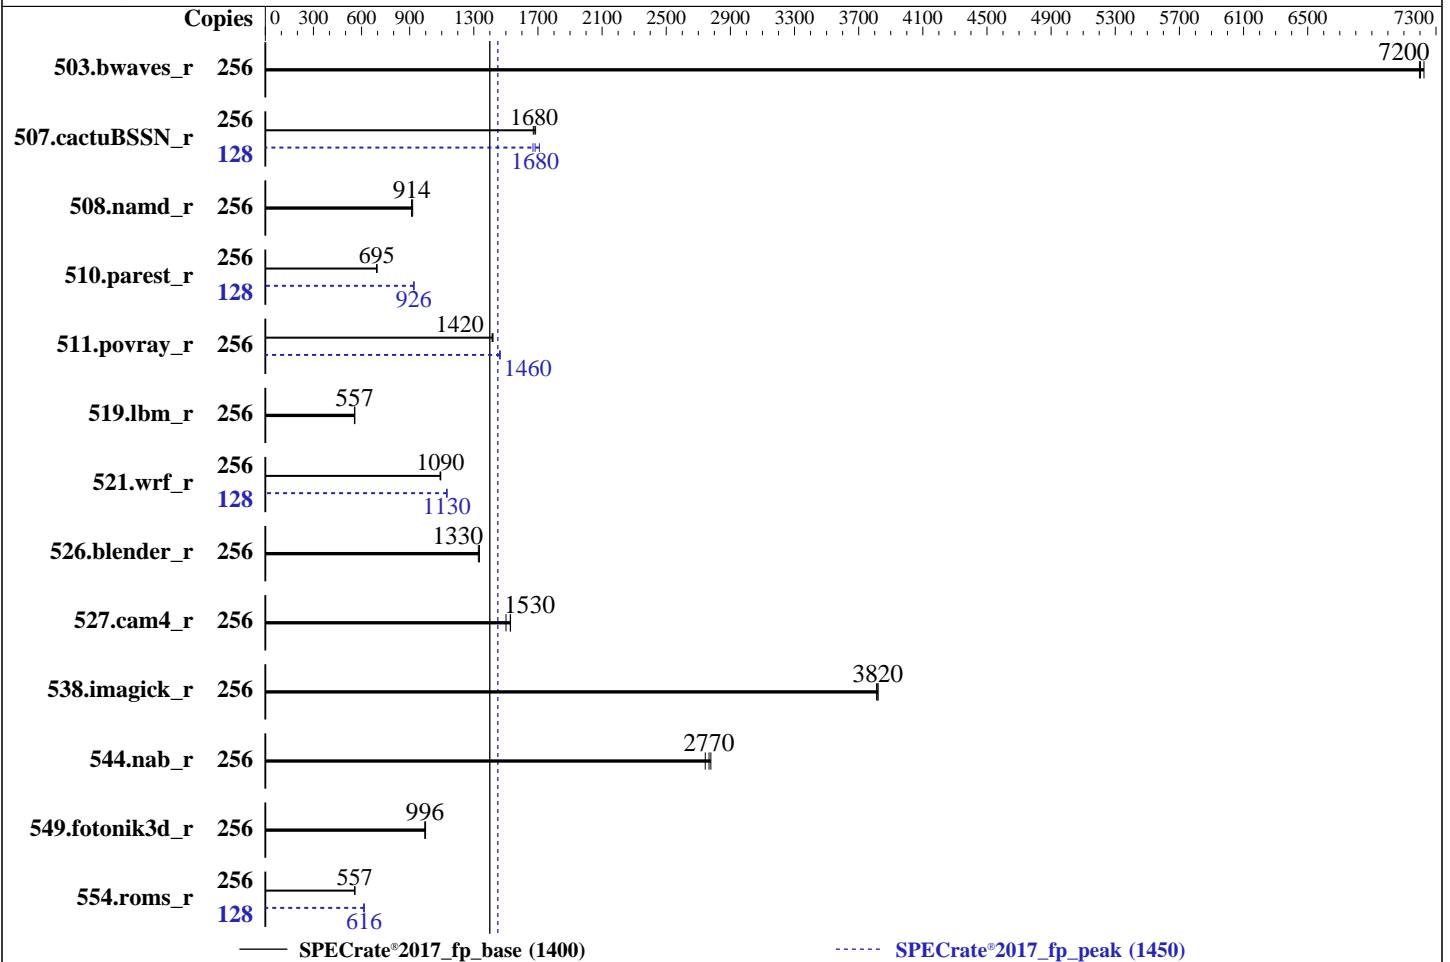 Copies 0 300 600 900 1300 1700 2100 2500 2900 3300 3700 4100 4500 4900 5300 5700 6100 6500 7300
503.bwaves_r 256 7200
507.cactuBSSN_r 256 1680
128 1680
508.namd_r 256 914
510.parest_r 256 695
128 926
511.povray_r 256 1420
1460
519.lbm_r 256 557
521.wrf_r 256 1090
128 1130
526.blender_r 256 1330
527.cam4_r 256 1530
538.imagick_r 256 3820
544.nab_r 256 2770
549.fotonik3d_r 256 996
554.roms_r 256 557
128 616
SPECrate®2017_fp_base (1400) SPECrate®2017_fp_peak (1450)